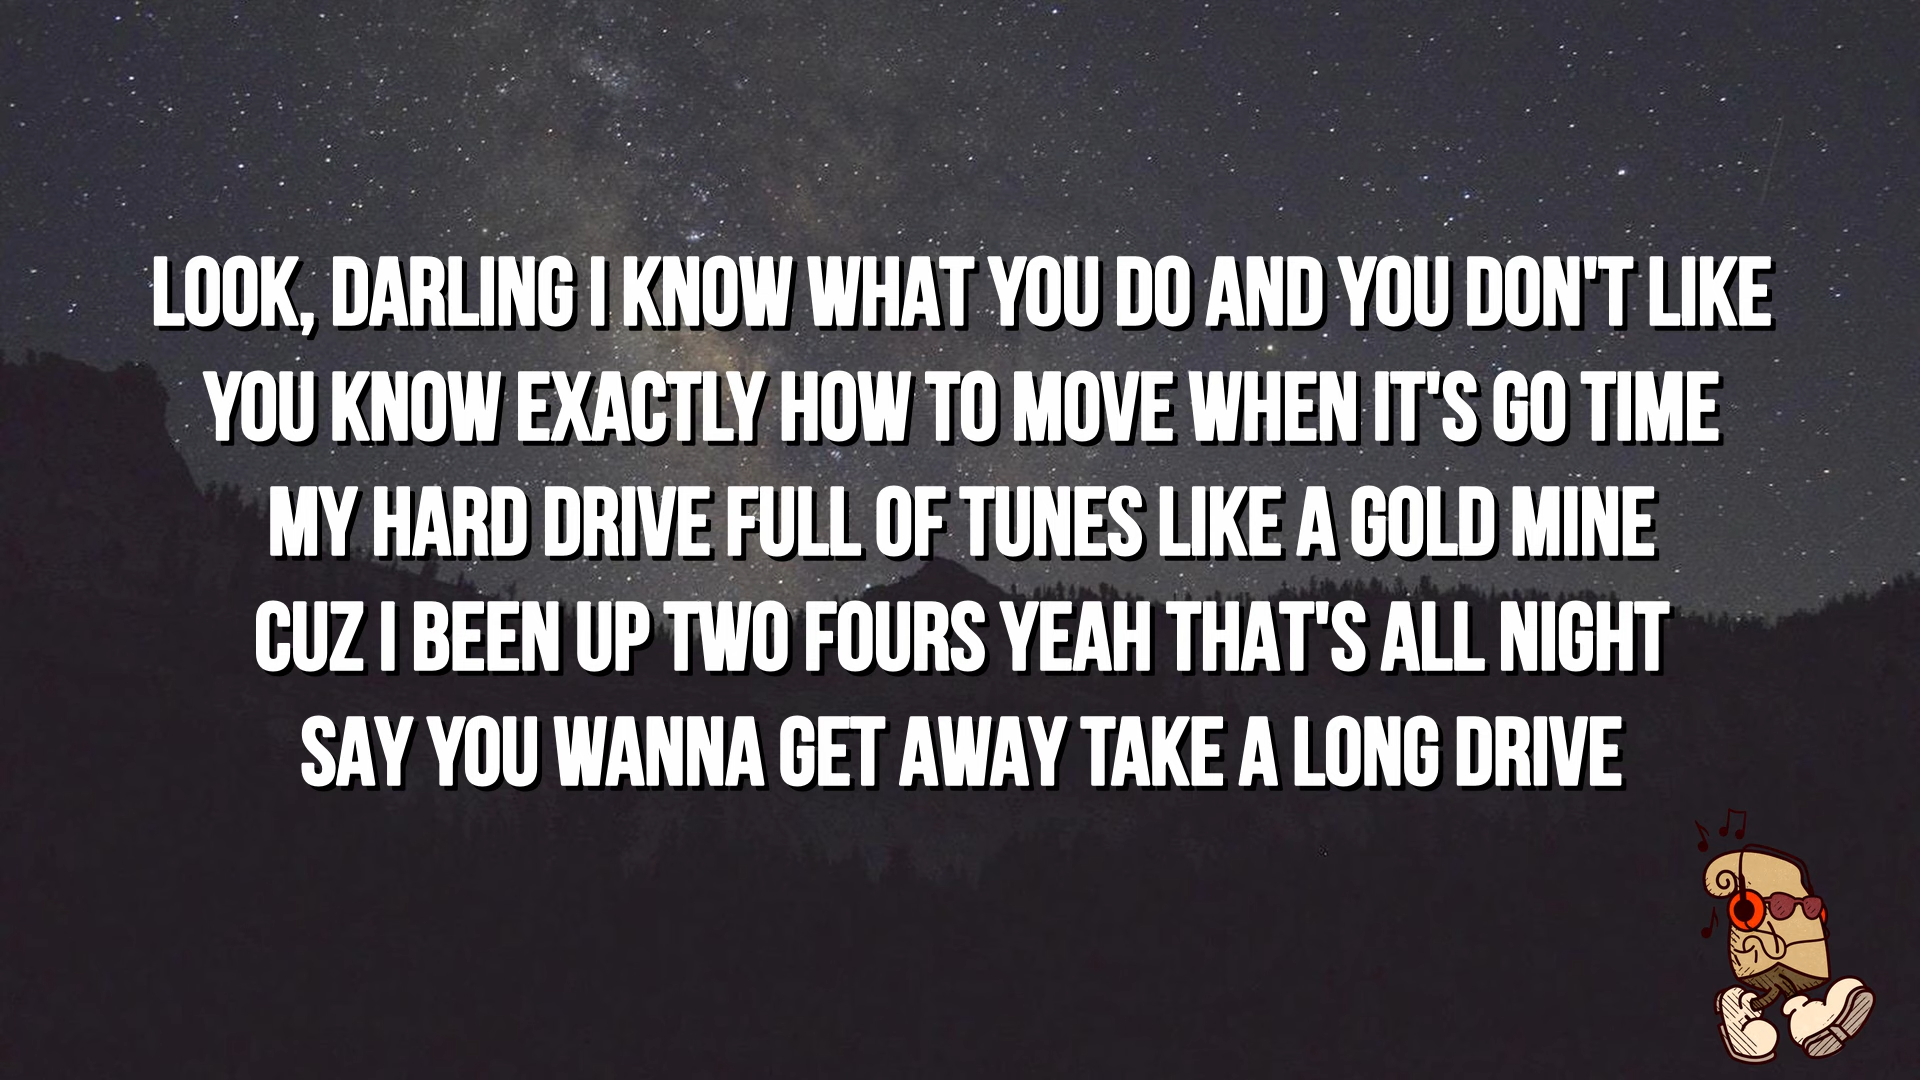 LOOK, DARLING I KNOW WHAT YOU DO AND YOU DON'T LIKE
YOU KNOW EXACTLY HOW TO MOVE WHEN IT'S GO TIME
MY HARD DRIVE FULL OF TUNES LIKE A GOLD MINE
CUZ I BEEN UP TWO FOURS YEAH THAT'S ALL NIGHT
SAY YOU WANNA GET AWAY TAKE A LONG DRIVE